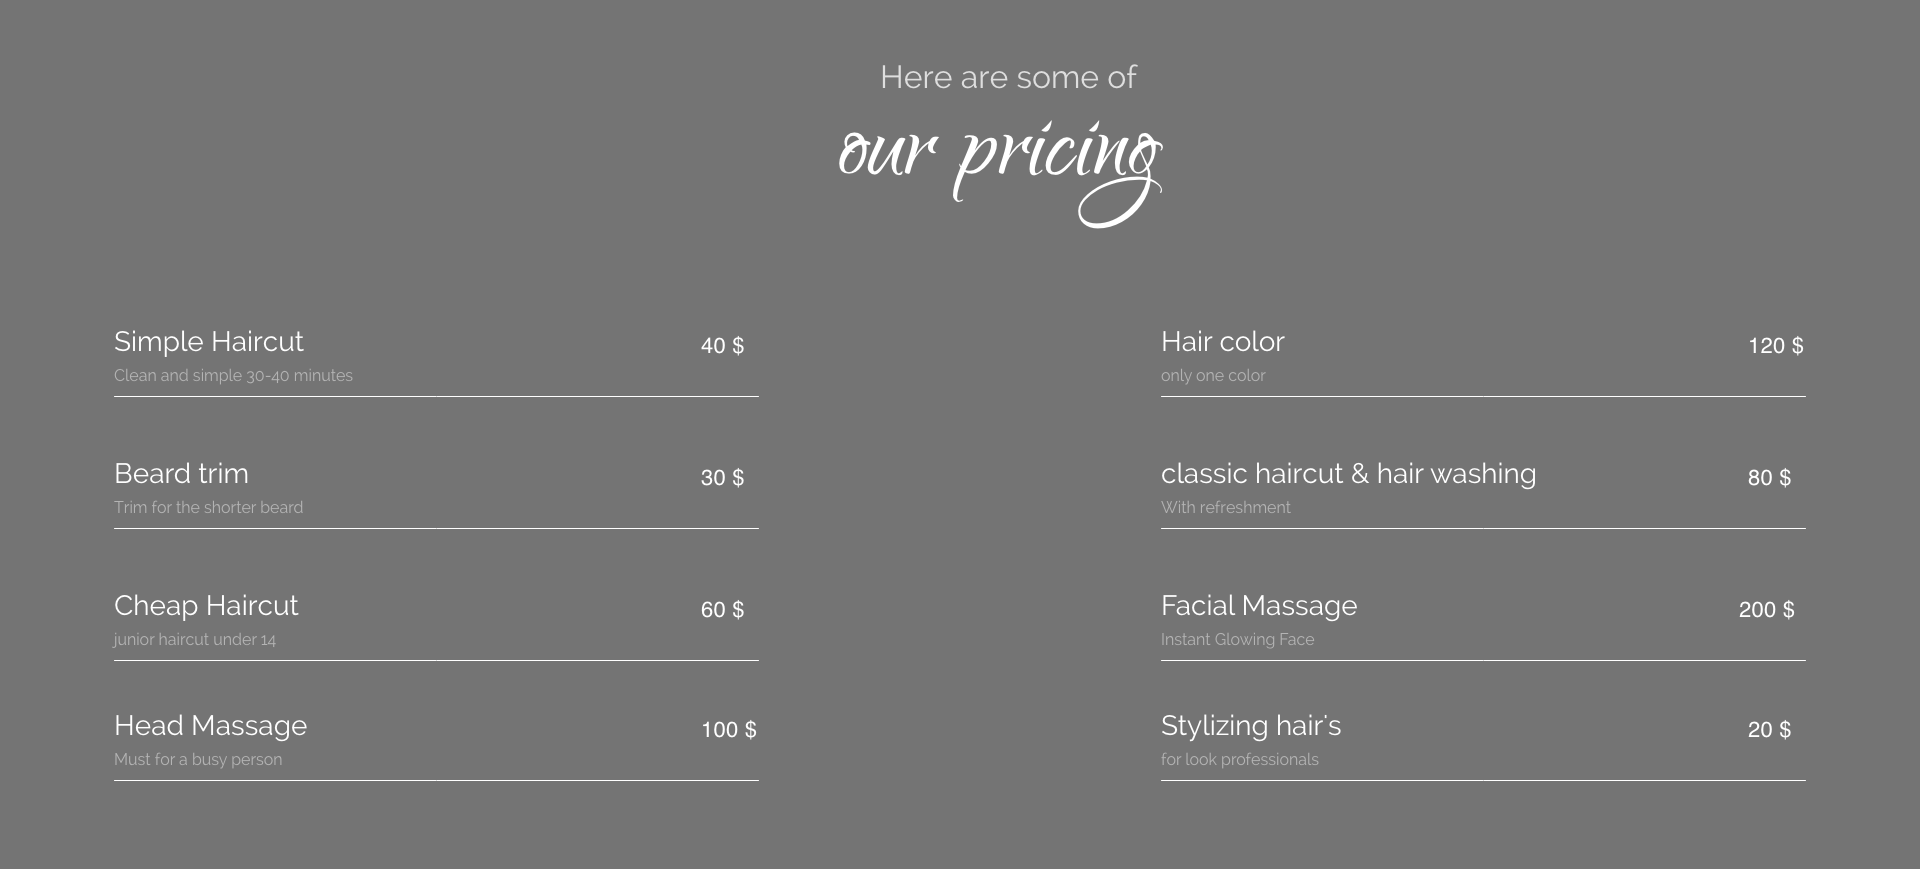 Here are some of
our pricing
Simple Haircut 40 $
Clean and simple 30-40 minutes
Beard trim 30 $
Trim for the shorter beard
Cheap Haircut 60 $
junior haircut under 14
Head Massage 100 $
Must for a busy person
Hair color 120 $
only one color
classic haircut & hair washing 80 $
With refreshment
Facial Massage 200 $
Instant Glowing Face
Stylizing hair's 20 $
for look professionals